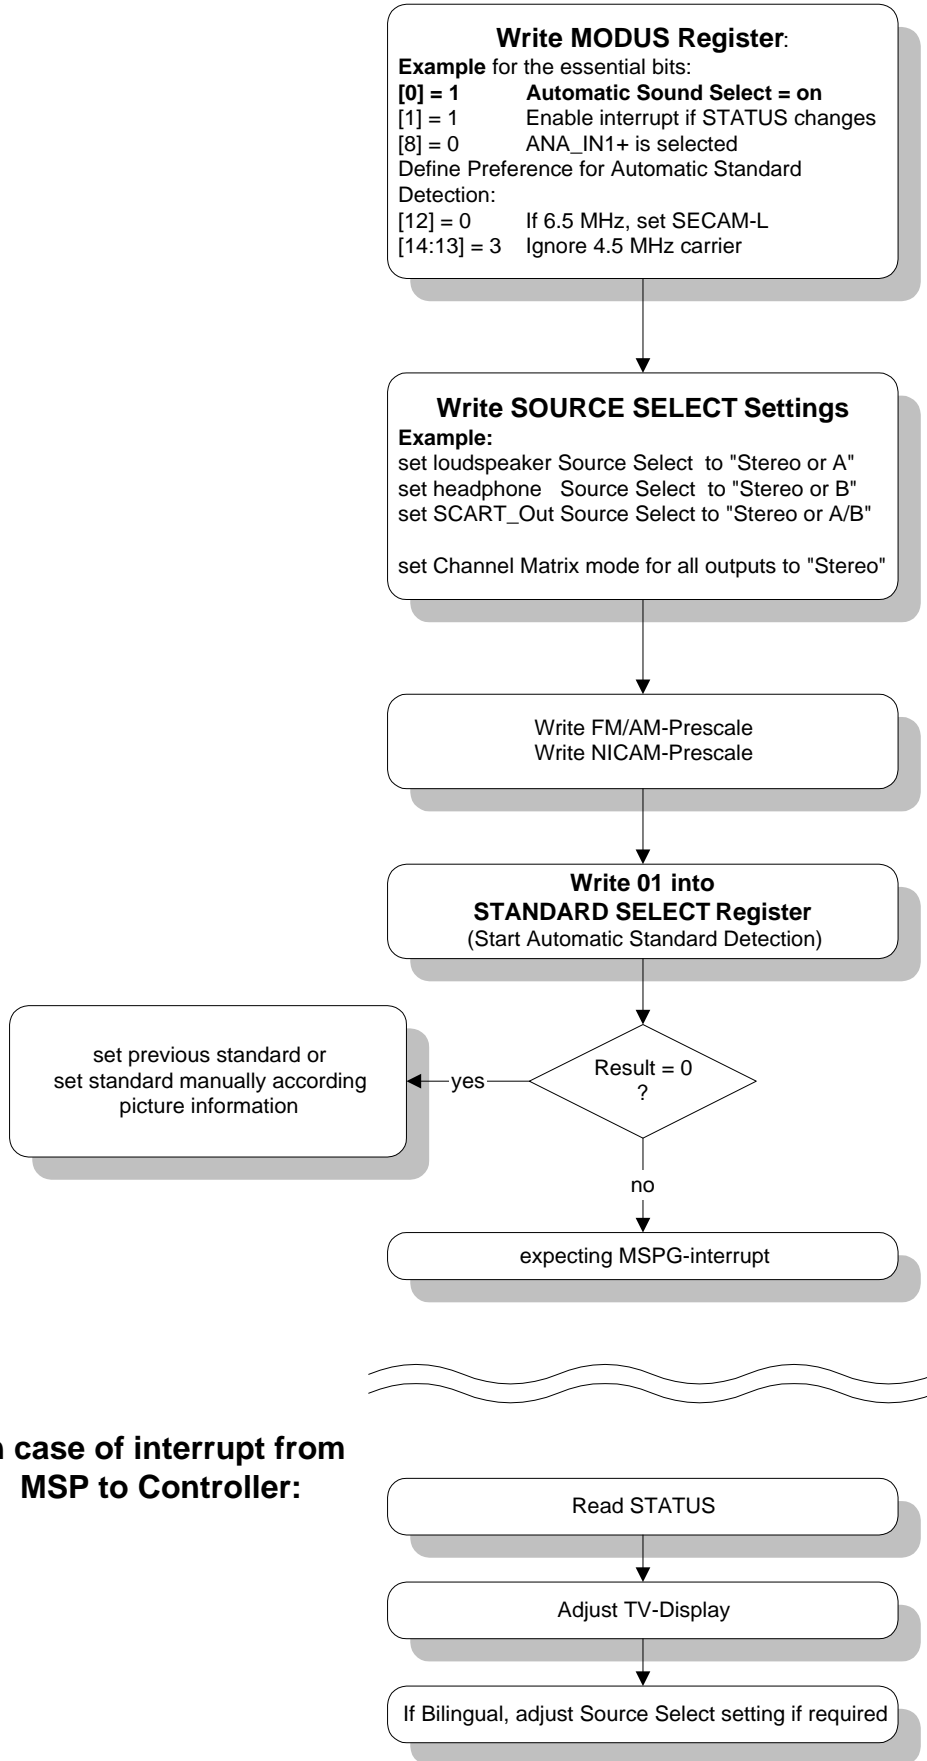 Write MODUS Register:
Example for the essential bits:
[0] = 1 Automatic Sound Select = on
[1] = 1 Enable interrupt if STATUS changes
[8] = 0 ANA_IN1+ is selected
Define Preference for Automatic Standard
Detection:
[12] = 0 If 6.5 MHz, set SECAM-L
[14:13] = 3 Ignore 4.5 MHz carrier
Write SOURCE SELECT Settings
Example:
set loudspeaker Source Select to "Stereo or A"
set headphone Source Select to "Stereo or B"
set SCART_Out Source Select to "Stereo or A/B"
set Channel Matrix mode for all outputs to "Stereo"
Write FM/AM-Prescale
Write NICAM-Prescale
Write 01 into
STANDARD SELECT Register
(Start Automatic Standard Detection)
set previous standard or
set standard manually according
picture information
yes
Result = 0
?
no
expecting MSPG-interrupt
case of interrupt from
MSP to Controller:
Read STATUS
Adjust TV-Display
If Bilingual, adjust Source Select setting if required